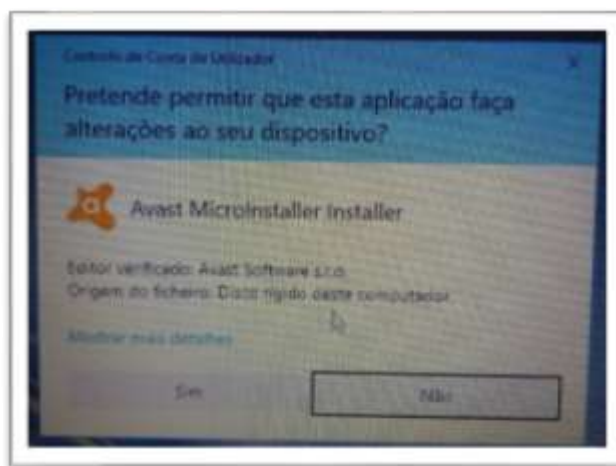 Controlo de Conta de Utilizador
Pretende permitir que esta aplicação faça
alterações ao seu dispositivo?
Avast MicroInstaller Installer
Editor verificado: Avast Software s.r.o.
Origem do ficheiro: Disco rígido deste computador
Mostrar mais detalhes
Sim
Não